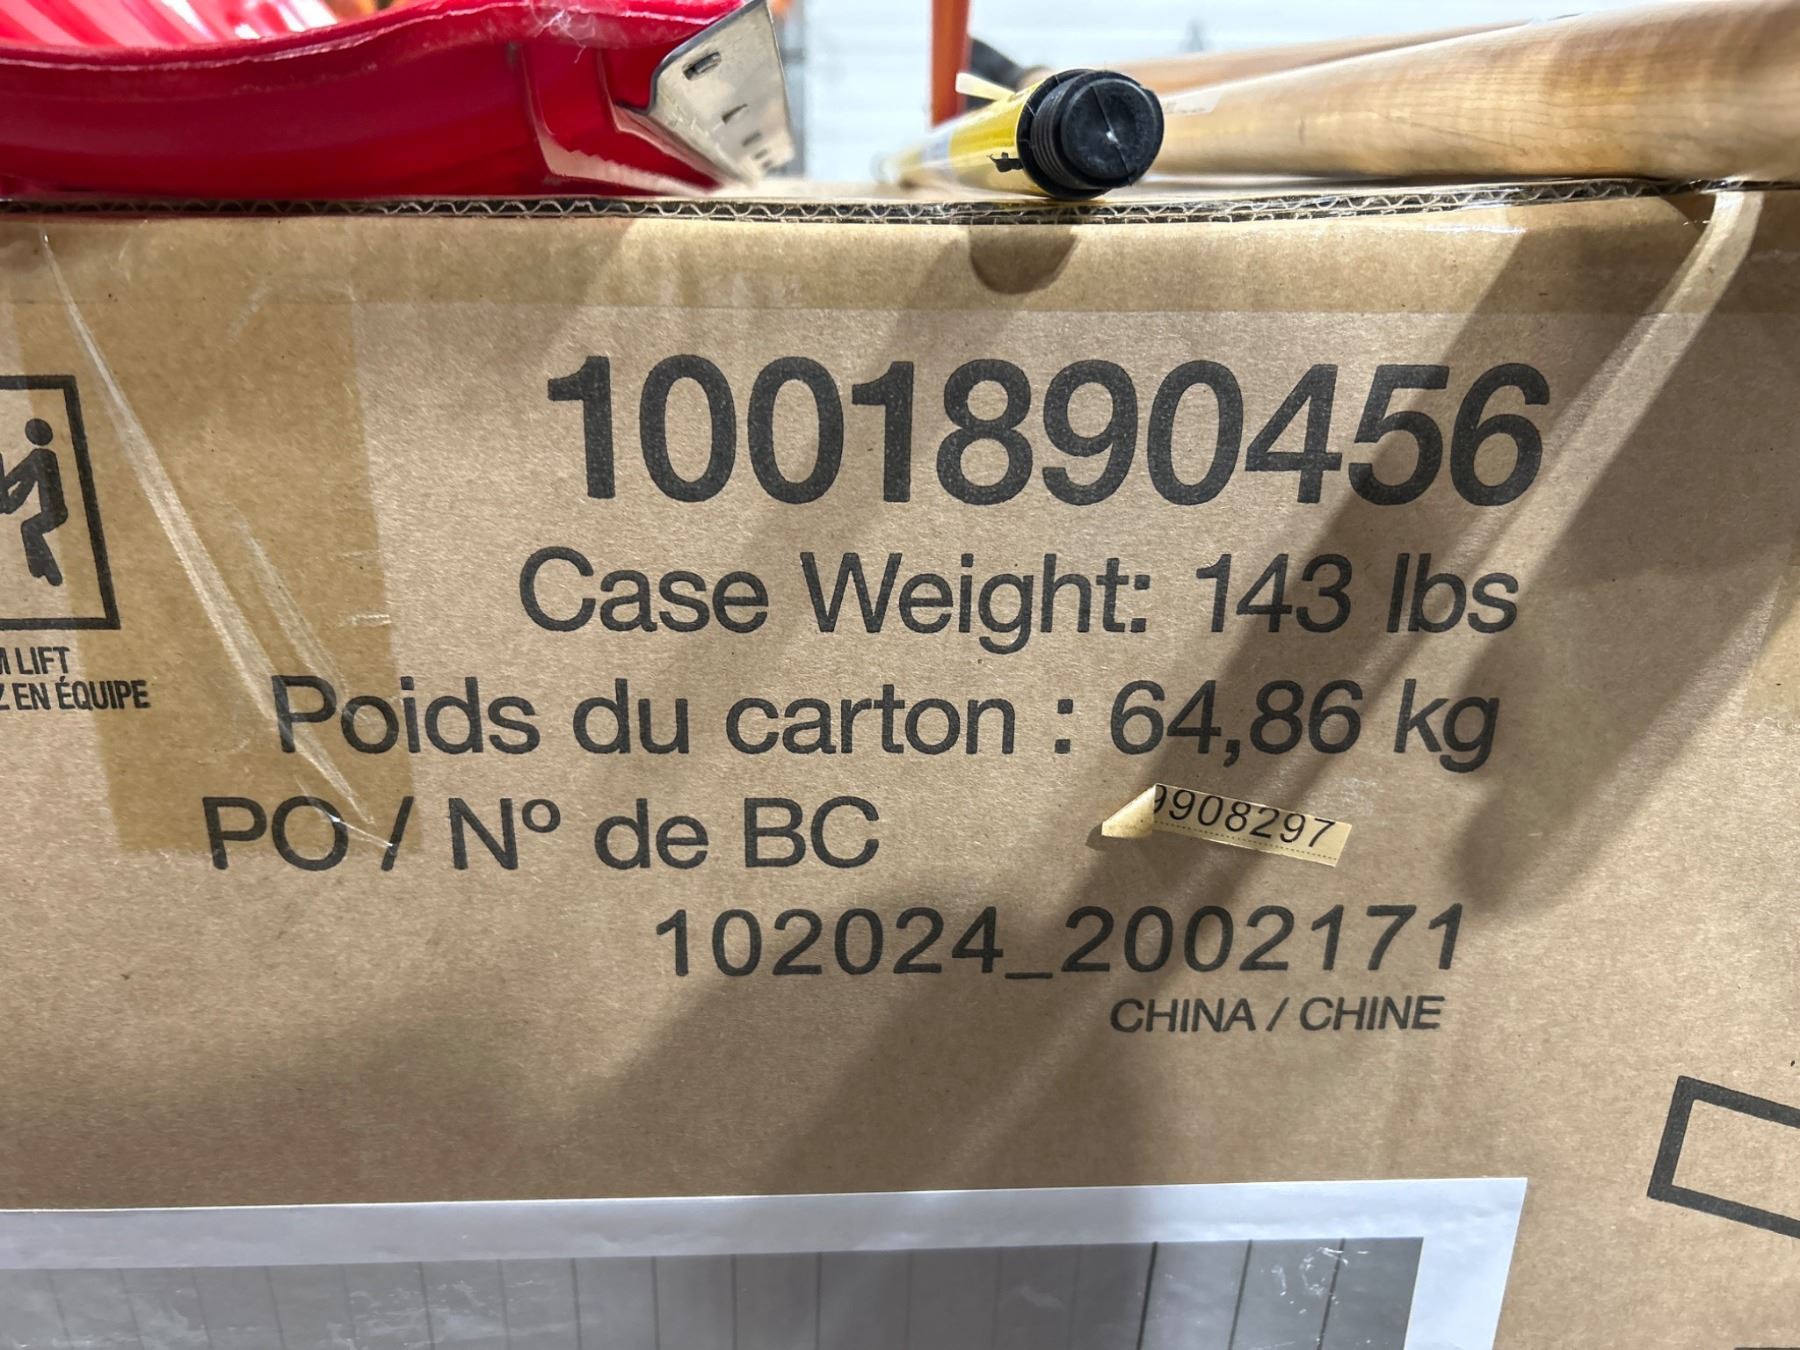 1001890456
Case Weight: 143 lbs
LIFT
EN ÉQUIPE
Poids du carton : 64,86 kg
PO / Nº de BC
9908297
102024_2002171
CHINA / CHINE